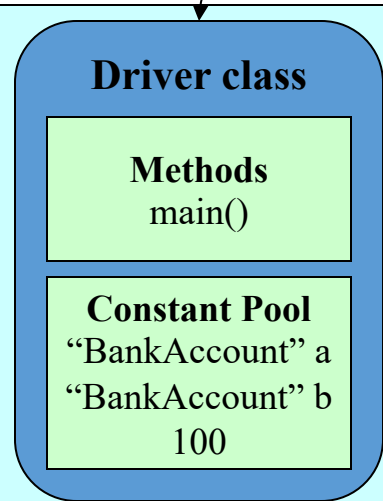 Driver class
Methods
main()
Constant Pool
“BankAccount” a
“BankAccount” b
100